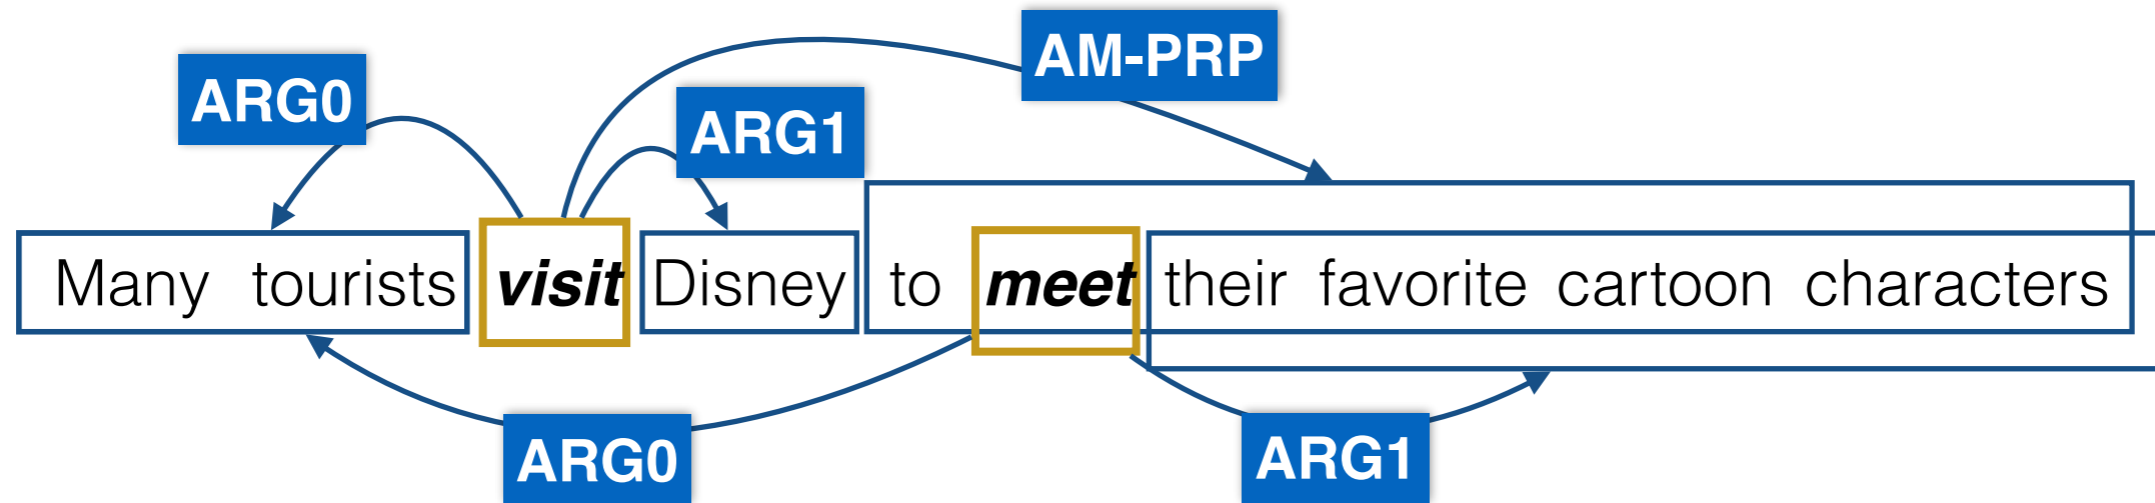 AM-PRP
ARG0
ARG1
Many tourists visit Disney to meet their favorite cartoon characters
ARG0
ARG1